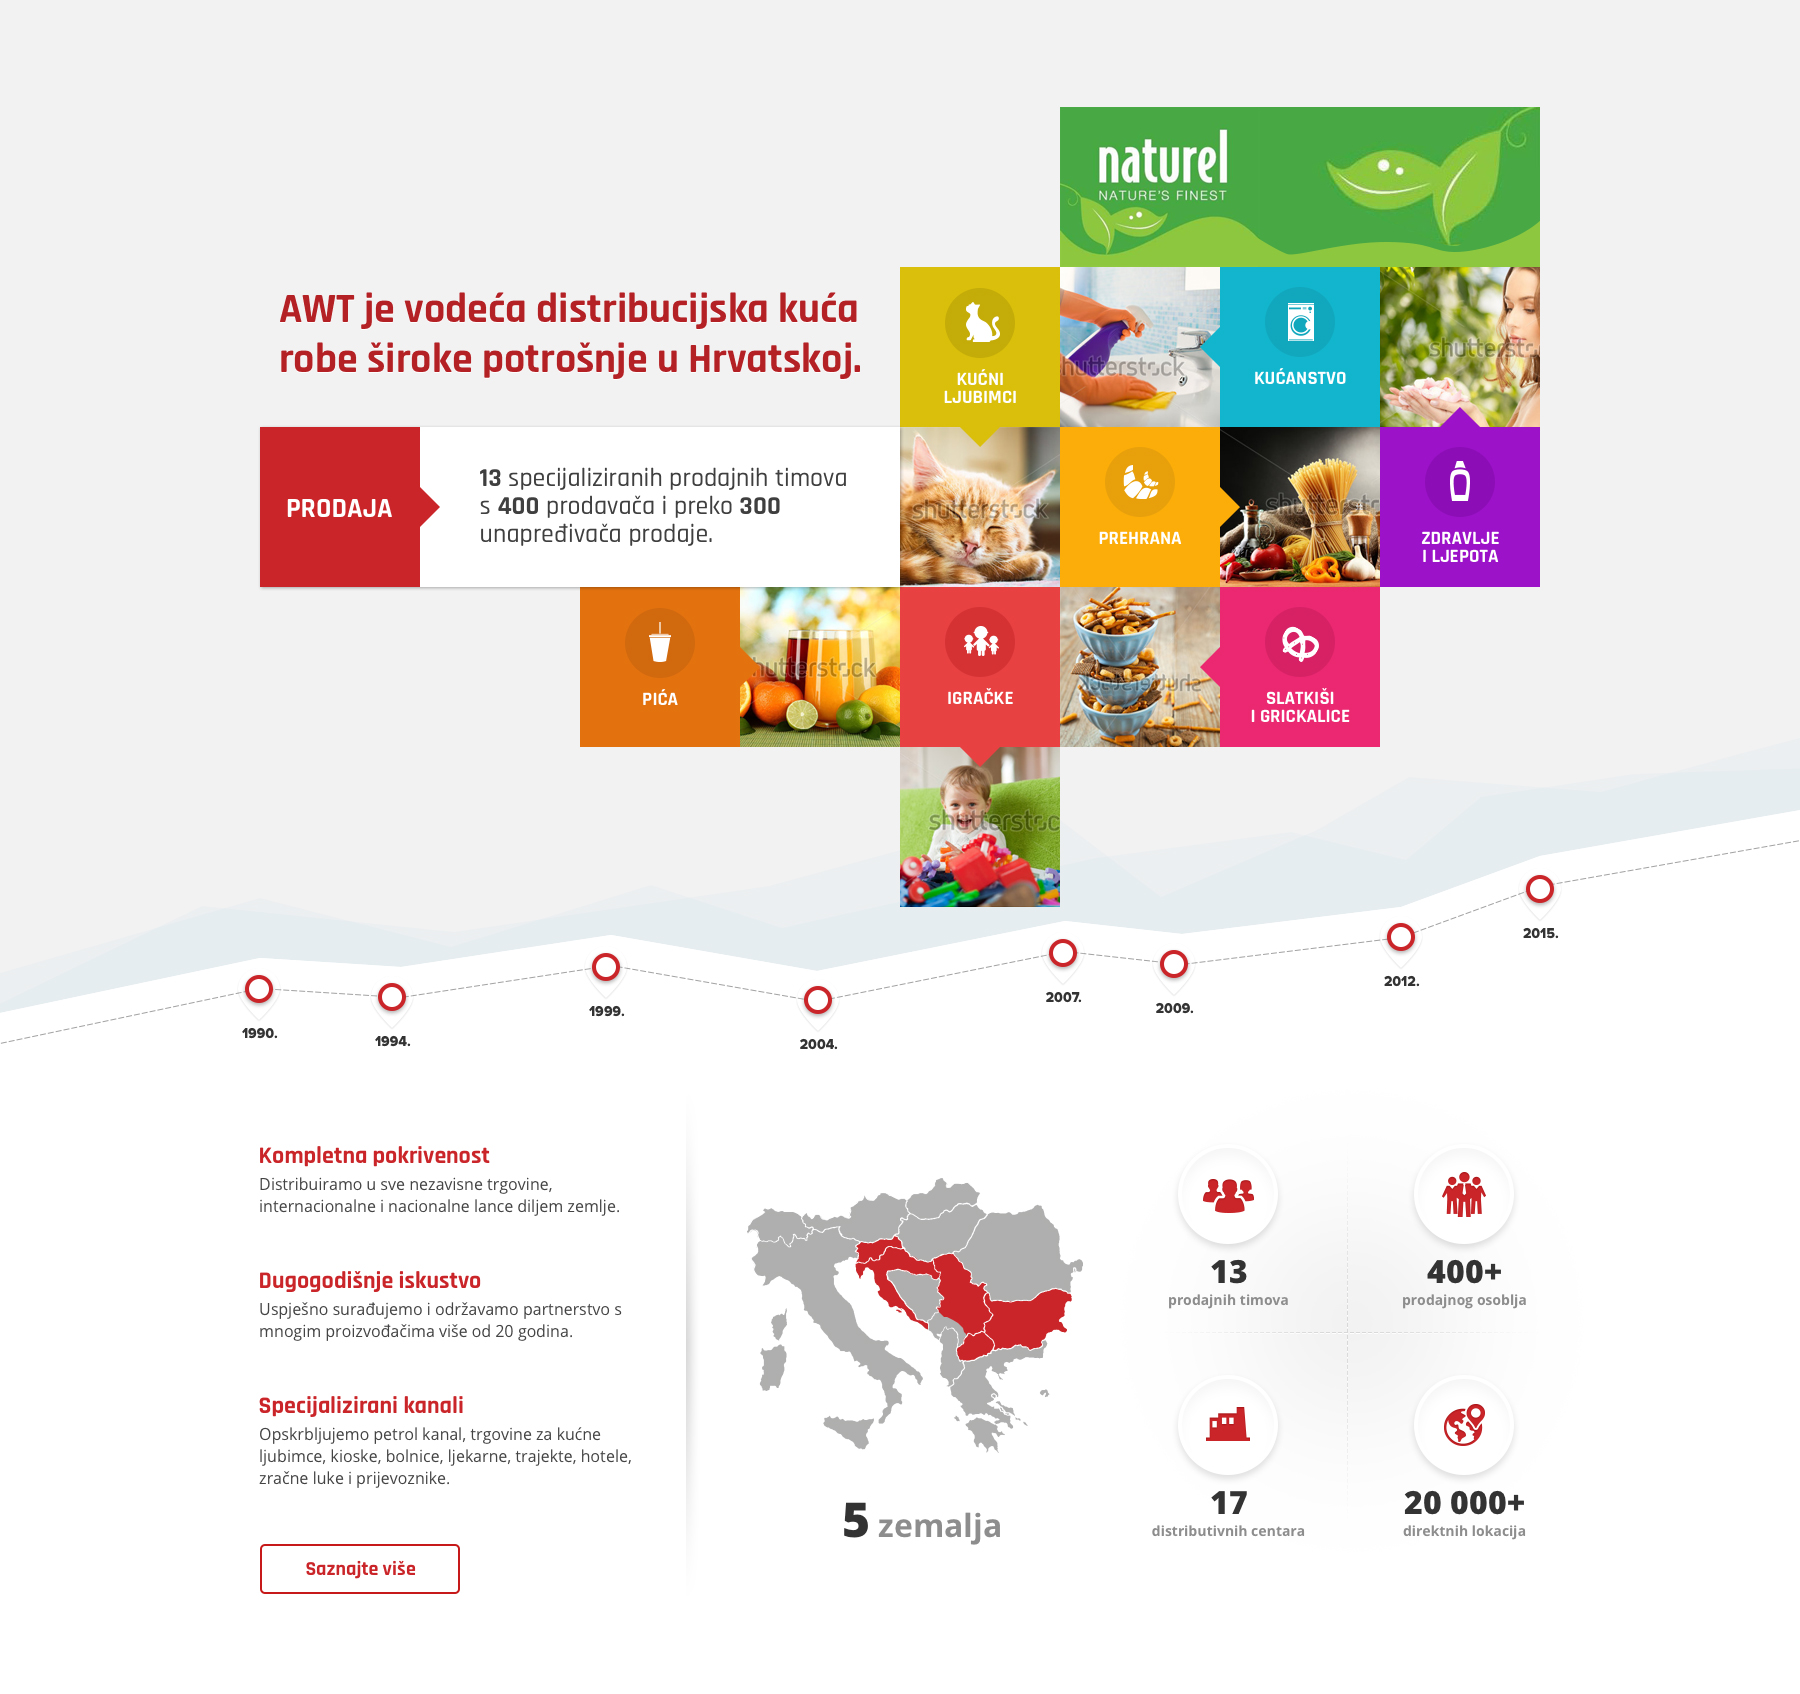 naturel
NATURE'S FINEST
AWT je vodeća distribucijska kuća
robe široke potrošnje u Hrvatskoj.
KUĆNI
LJUBIMCI
shutterstock
KUĆANSTVO
shutterstock
PRODAJA
13 specijaliziranih prodajnih timova
s 400 prodavača i preko 300
unapređivača prodaje.
shutterstock
PREHRANA
shutterstock
ZDRAVLJE
I LJEPOTA
PIĆA
shutterstock
IGRAČKE
shutterstock
SLATKIŠI
I GRICKALICE
shutterstock
1990.
1994.
1999.
2004.
2007.
2009.
2012.
2015.
Kompletna pokrivenost
Distribuiramo u sve nezavisne trgovine,
internacionalne i nacionalne lance diljem zemlje.
Dugogodišnje iskustvo
Uspješno surađujemo i održavamo partnerstvo s
mnogim proizvođačima više od 20 godina.
Specijalizirani kanali
Opskrbljujemo petrol kanal, trgovine za kućne
ljubimce, kioske, bolnice, ljekarne, trajekte, hotele,
zračne luke i prijevoznike.
Saznajte više
5 zemalja
13
prodajnih timova
400+
prodajnog osoblja
17
distributivnih centara
20 000+
direktnih lokacija